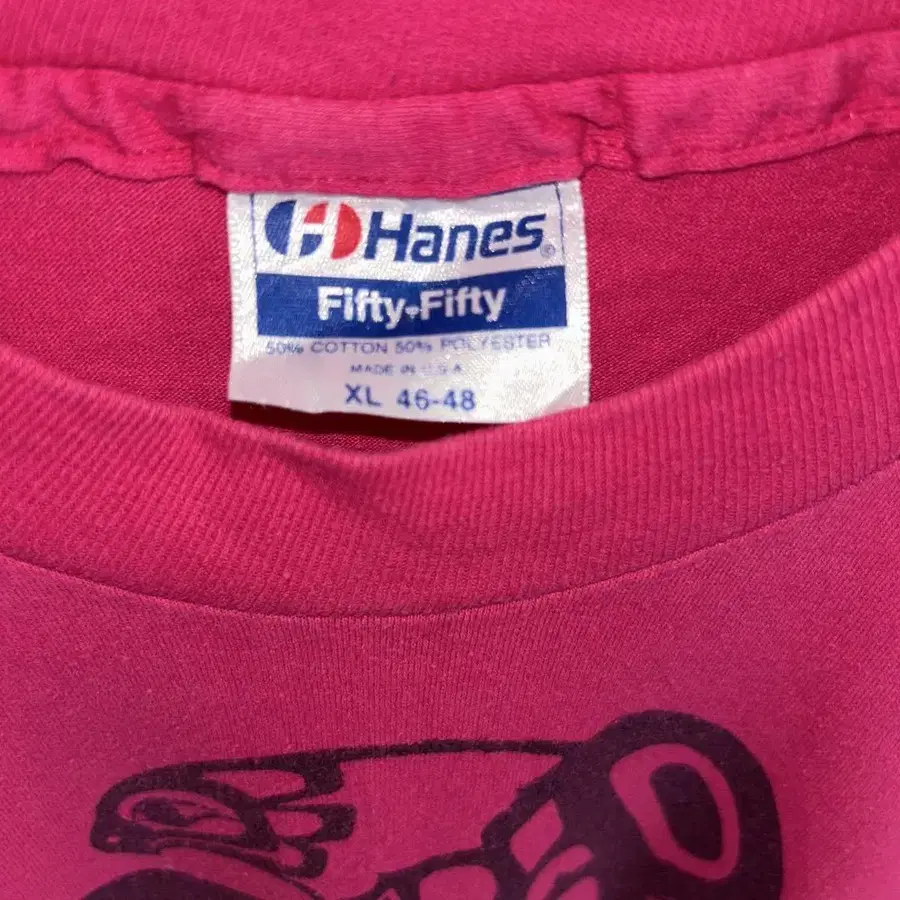 Hanes®
Fifty-Fifty
50% COTTON 50% POLYESTER
MADE IN U.S.A
XL 46-48